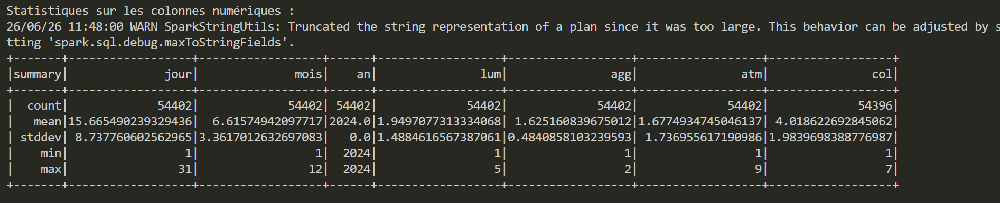 Statistiques sur les colonnes numériques :
26/06/26 11:48:00 WARN SparkStringUtils: Truncated the string representation of a plan since it was too large. This behavior can be adjusted by s
tting 'spark.sql.debug.maxToStringFields'.
+-------+------------------+------------------+------+------------------+------------------+------------------+------------------+
|summary|              jour|              mois|    an|               lum|               agg|               atm|               col|
+-------+------------------+------------------+------+------------------+------------------+------------------+------------------+
|  count|             54402|             54402| 54402|             54402|             54402|             54402|             54396|
|   mean|15.665490239329436|  6.61574942097717|2024.0|1.9497077313334068| 1.625160839675012|1.6774934745046137| 4.018622692845062|
| stddev| 8.737760602562965|3.3617012632697083|   0.0|1.4884616567387061|0.4840858103239593| 1.736955617190986|1.9839698388776987|
|    min|                 1|                 1|  2024|                 1|                 1|                 1|                 1|
|    max|                31|                12|  2024|                 5|                 2|                 9|                 7|
+-------+------------------+------------------+------+------------------+------------------+------------------+------------------+